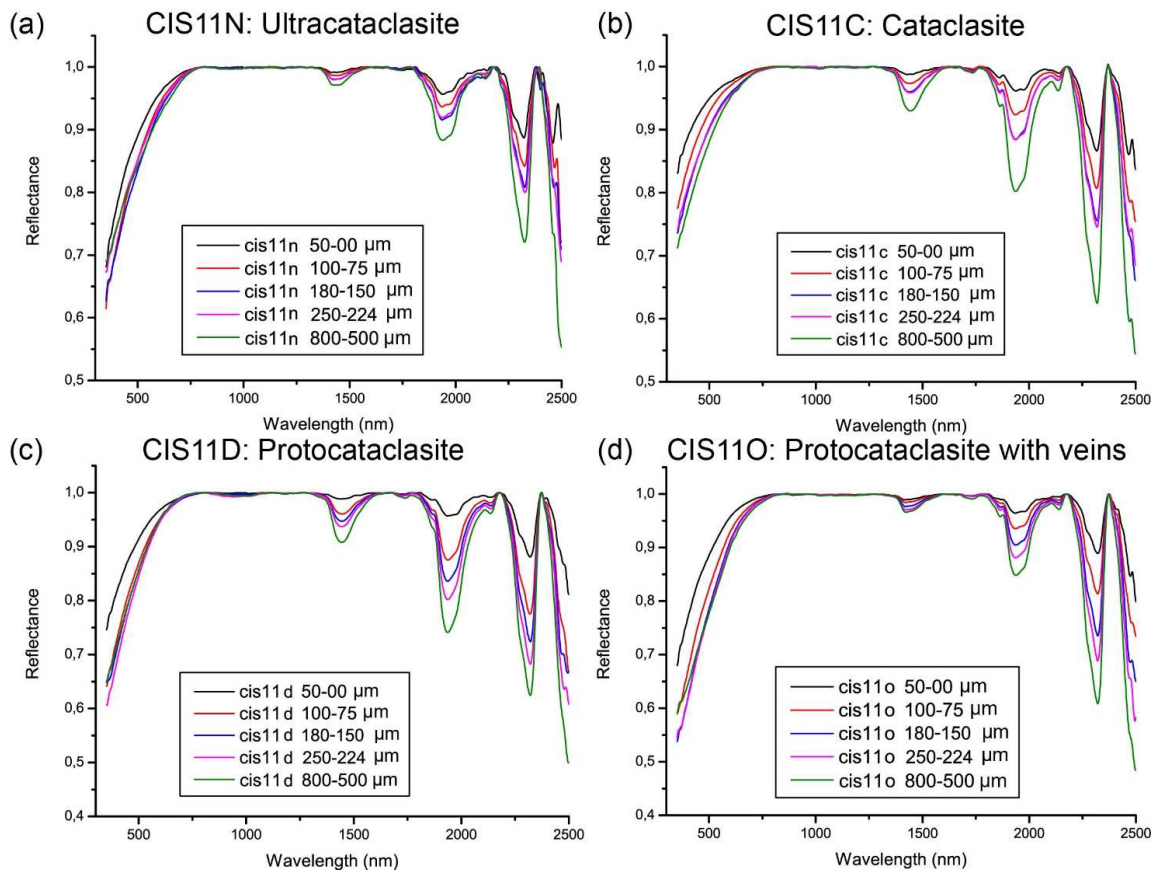 (a) CIS11N: Ultracataclasite
Reflectance
1,0
0,9
0,8
0,7
0,6
0,5
cis11n 50-00 µm
cis11n 100-75 µm
cis11n 180-150 µm
cis11n 250-224 µm
cis11n 800-500 µm
500 1000 1500 2000 2500
Wavelength (nm)
(b) CIS11C: Cataclasite
Reflectance
1,0
0,9
0,8
0,7
0,6
0,5
cis11c 50-00 µm
cis11c 100-75 µm
cis11c 180-150 µm
cis11c 250-224 µm
cis11c 800-500 µm
500 1000 1500 2000 2500
Wavelength (nm)
(c) CIS11D: Protocataclasite
Reflectance
1,0
0,9
0,8
0,7
0,6
0,5
0,4
cis11d 50-00 µm
cis11d 100-75 µm
cis11d 180-150 µm
cis11d 250-224 µm
cis11d 800-500 µm
500 1000 1500 2000 2500
Wavelength (nm)
(d) CIS11O: Protocataclasite with veins
Reflectance
1,0
0,9
0,8
0,7
0,6
0,5
0,4
cis11o 50-00 µm
cis11o 100-75 µm
cis11o 180-150 µm
cis11o 250-224 µm
cis11o 800-500 µm
500 1000 1500 2000 2500
Wavelength (nm)